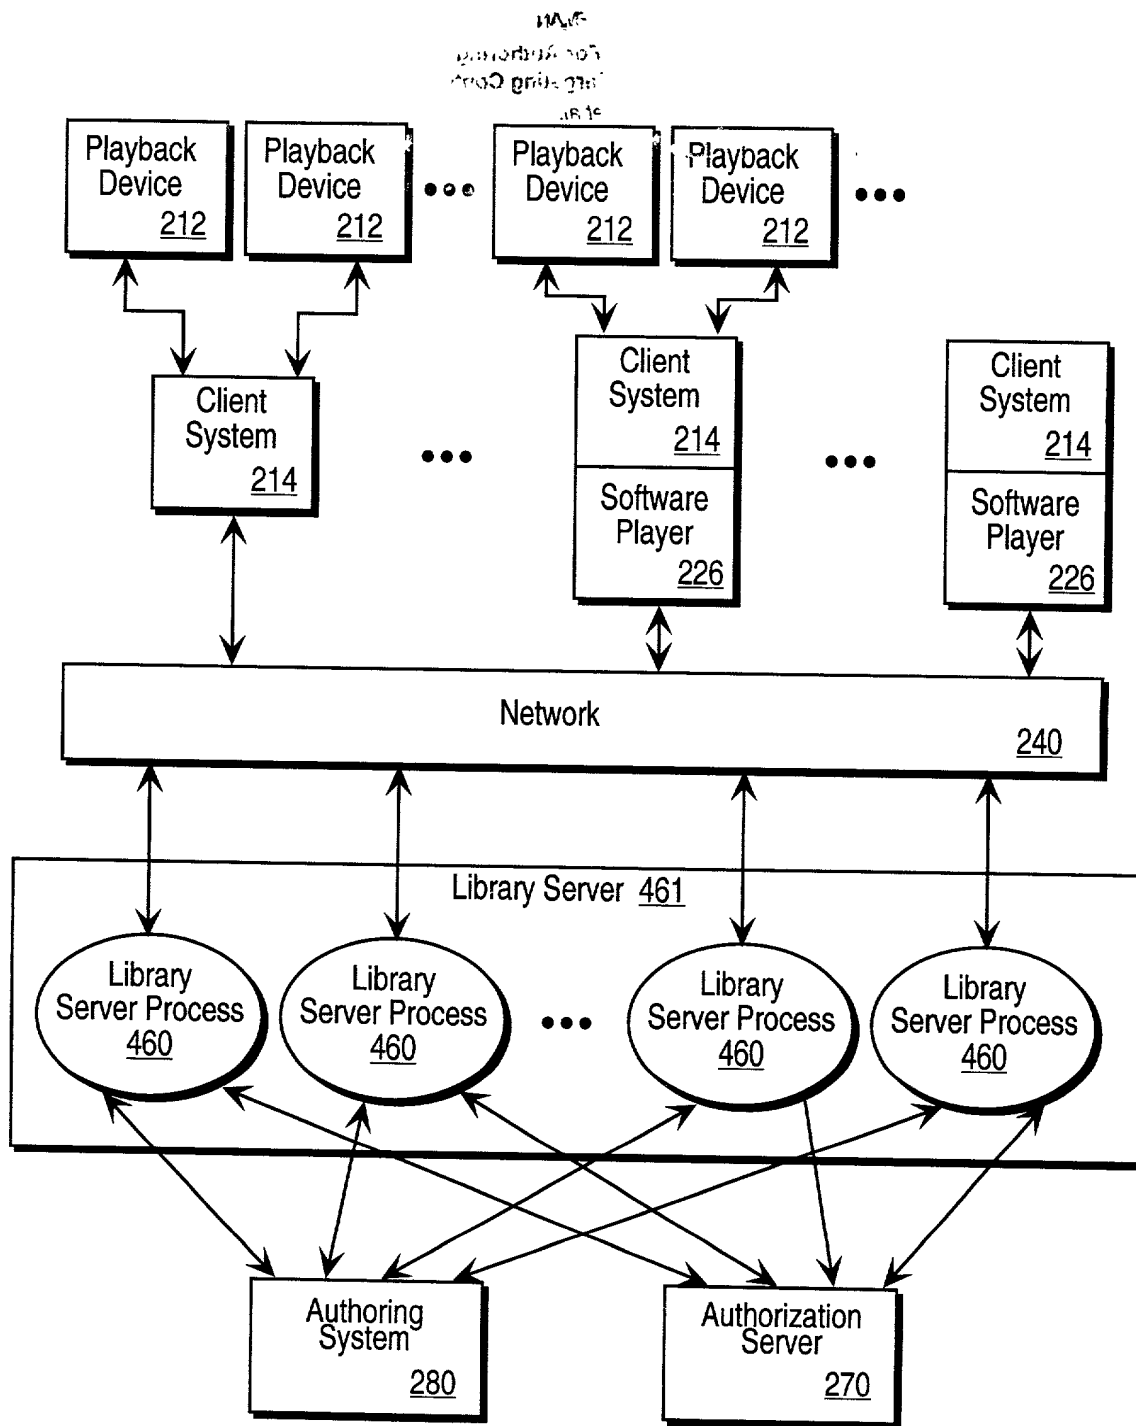 Playback
Device
212
Playback
Device
212
Playback
Device
212
Playback
Device
212
Client
System
214
Client
System
214
Software
Player
226
Client
System
214
Software
Player
226
Network
240
Library Server 461
Library
Server Process
460
Library
Server Process
460
Library
Server Process
460
Library
Server Process
460
Authoring
System
280
Authorization
Server
270